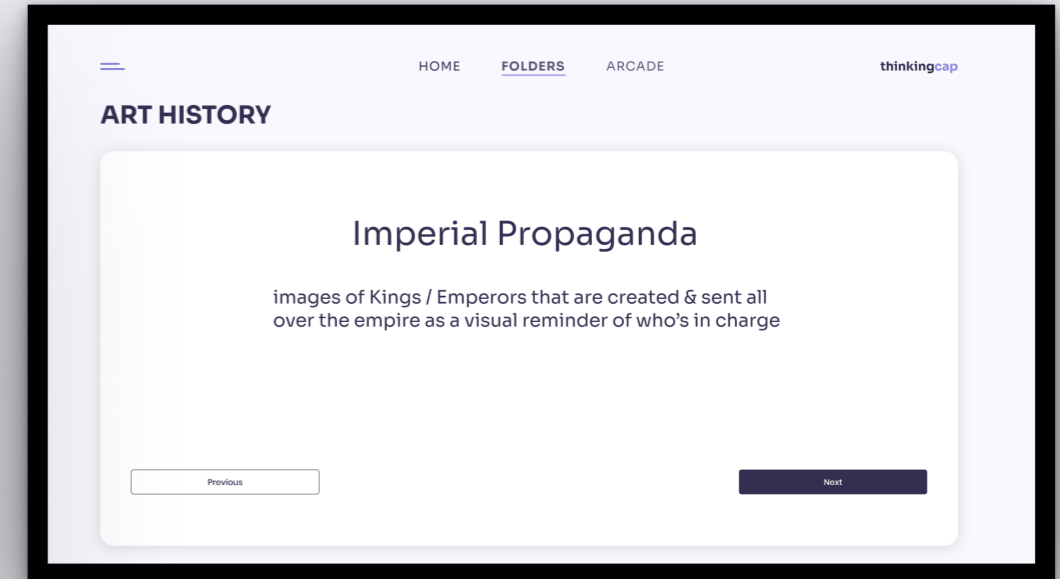 HOME FOLDERS ARCADE thinkingcap
ART HISTORY
Imperial Propaganda
images of Kings / Emperors that are created & sent all
over the empire as a visual reminder of who’s in charge
Previous Next